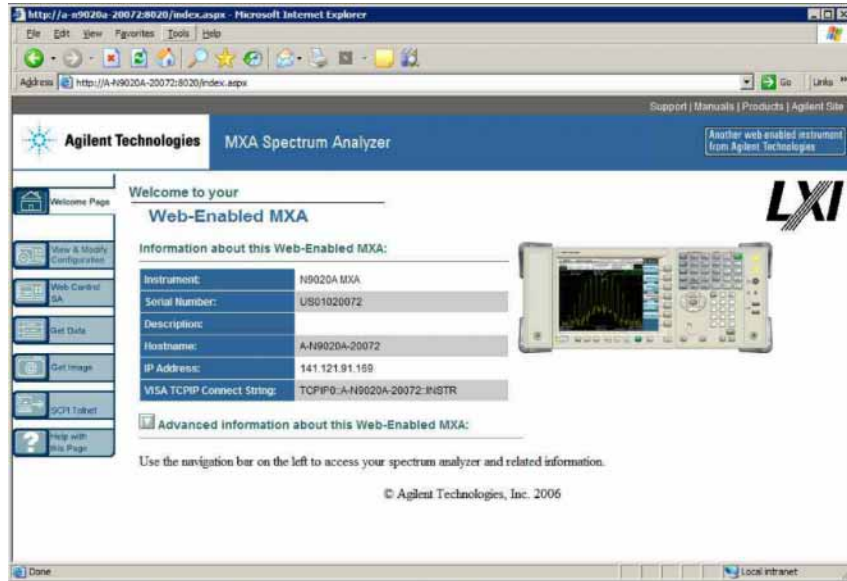 http://a-n9020a-20072:8020/index.aspx - Microsoft Internet Explorer
File Edit View Favorites Tools Help
Address http://A-N9020A-20072:8020/index.aspx Go Links »
Support | Manuals | Products | Agilent Site
Agilent Technologies MXA Spectrum Analyzer
Another web-enabled instrument
from Agilent Technologies
Welcome Page
Welcome to your
Web-Enabled MXA
LXI
Information about this Web-Enabled MXA:
View & Modify
Configuration
Web Control
SA
Get Data
Get Image
SCPI Telnet
Help with
this Page
Instrument: N9020A MXA
Serial Number: US01020072
Description:
Hostname: A-N9020A-20072
IP Address: 141.121.91.169
VISA TCPIP Connect String: TCPIP0::A-N9020A-20072::INSTR
Advanced information about this Web-Enabled MXA:
Use the navigation bar on the left to access your spectrum analyzer and related information.
© Agilent Technologies, Inc. 2006
Done Local intranet